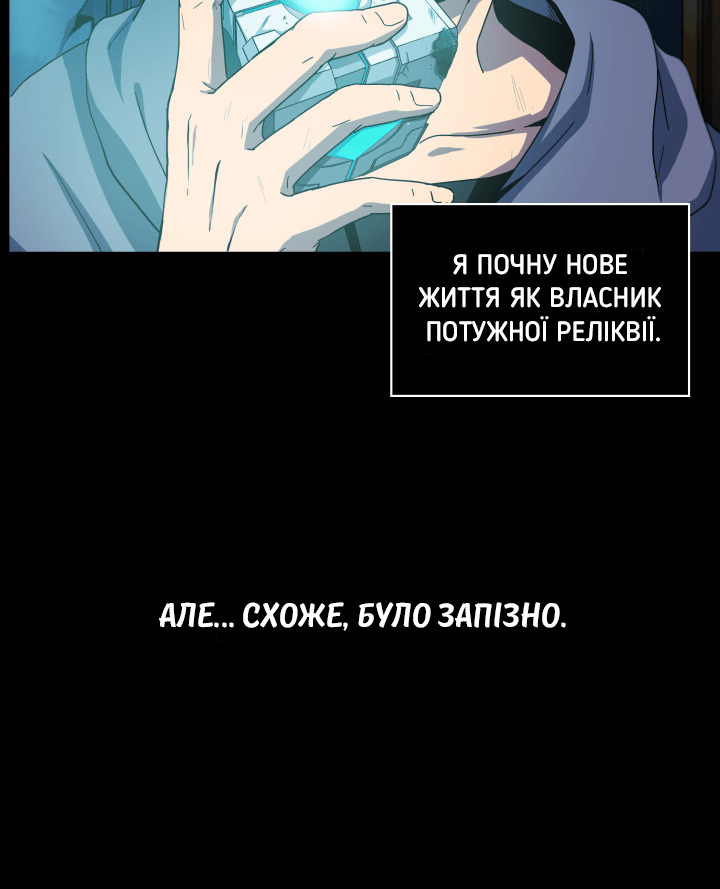 Я ПОЧНУ НОВЕ
ЖИТТЯ ЯК ВЛАСНИК
ПОТУЖНОЇ РЕЛІКВІЇ.
АЛЕ... СХОЖЕ, БУЛО ЗАПІЗНО.